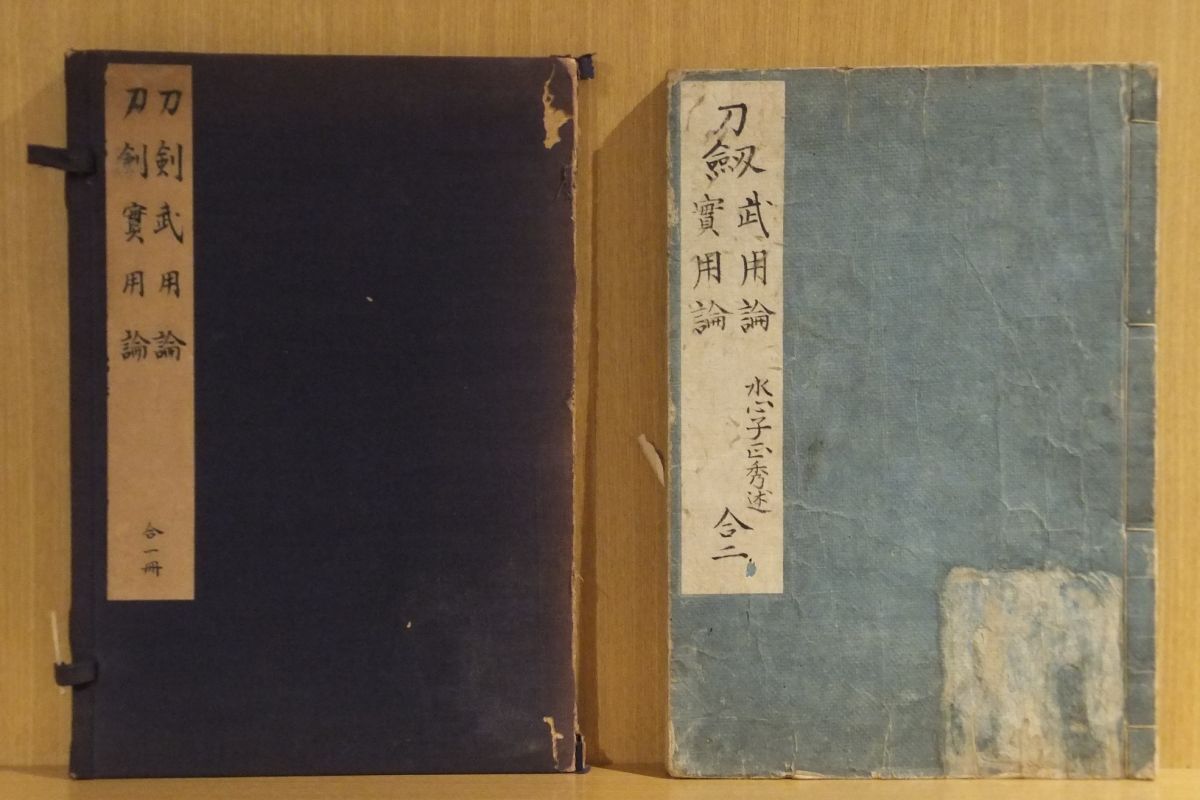 刀剣武用論
刀剣實用論
合一冊
刀劔
武用論
實用論
水心子正秀述
合二